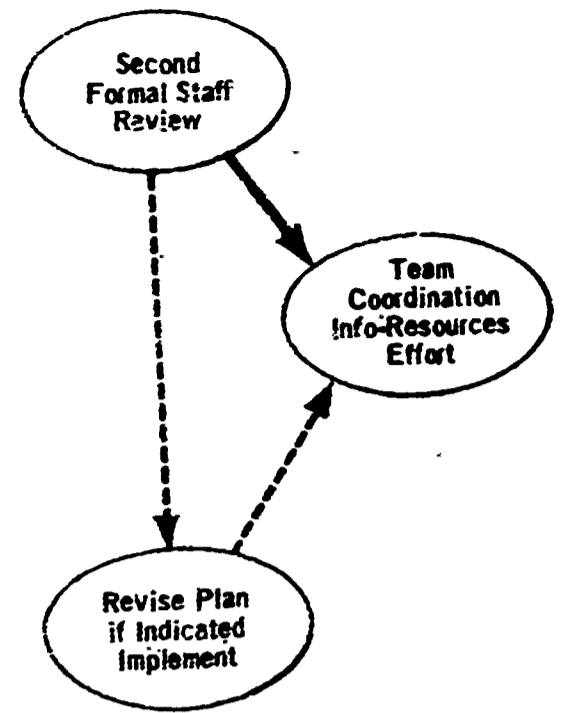 Second
Formal Staff
Review
Team
Coordination
Info-Resources
Effort
Revise Plan
if Indicated
Implement